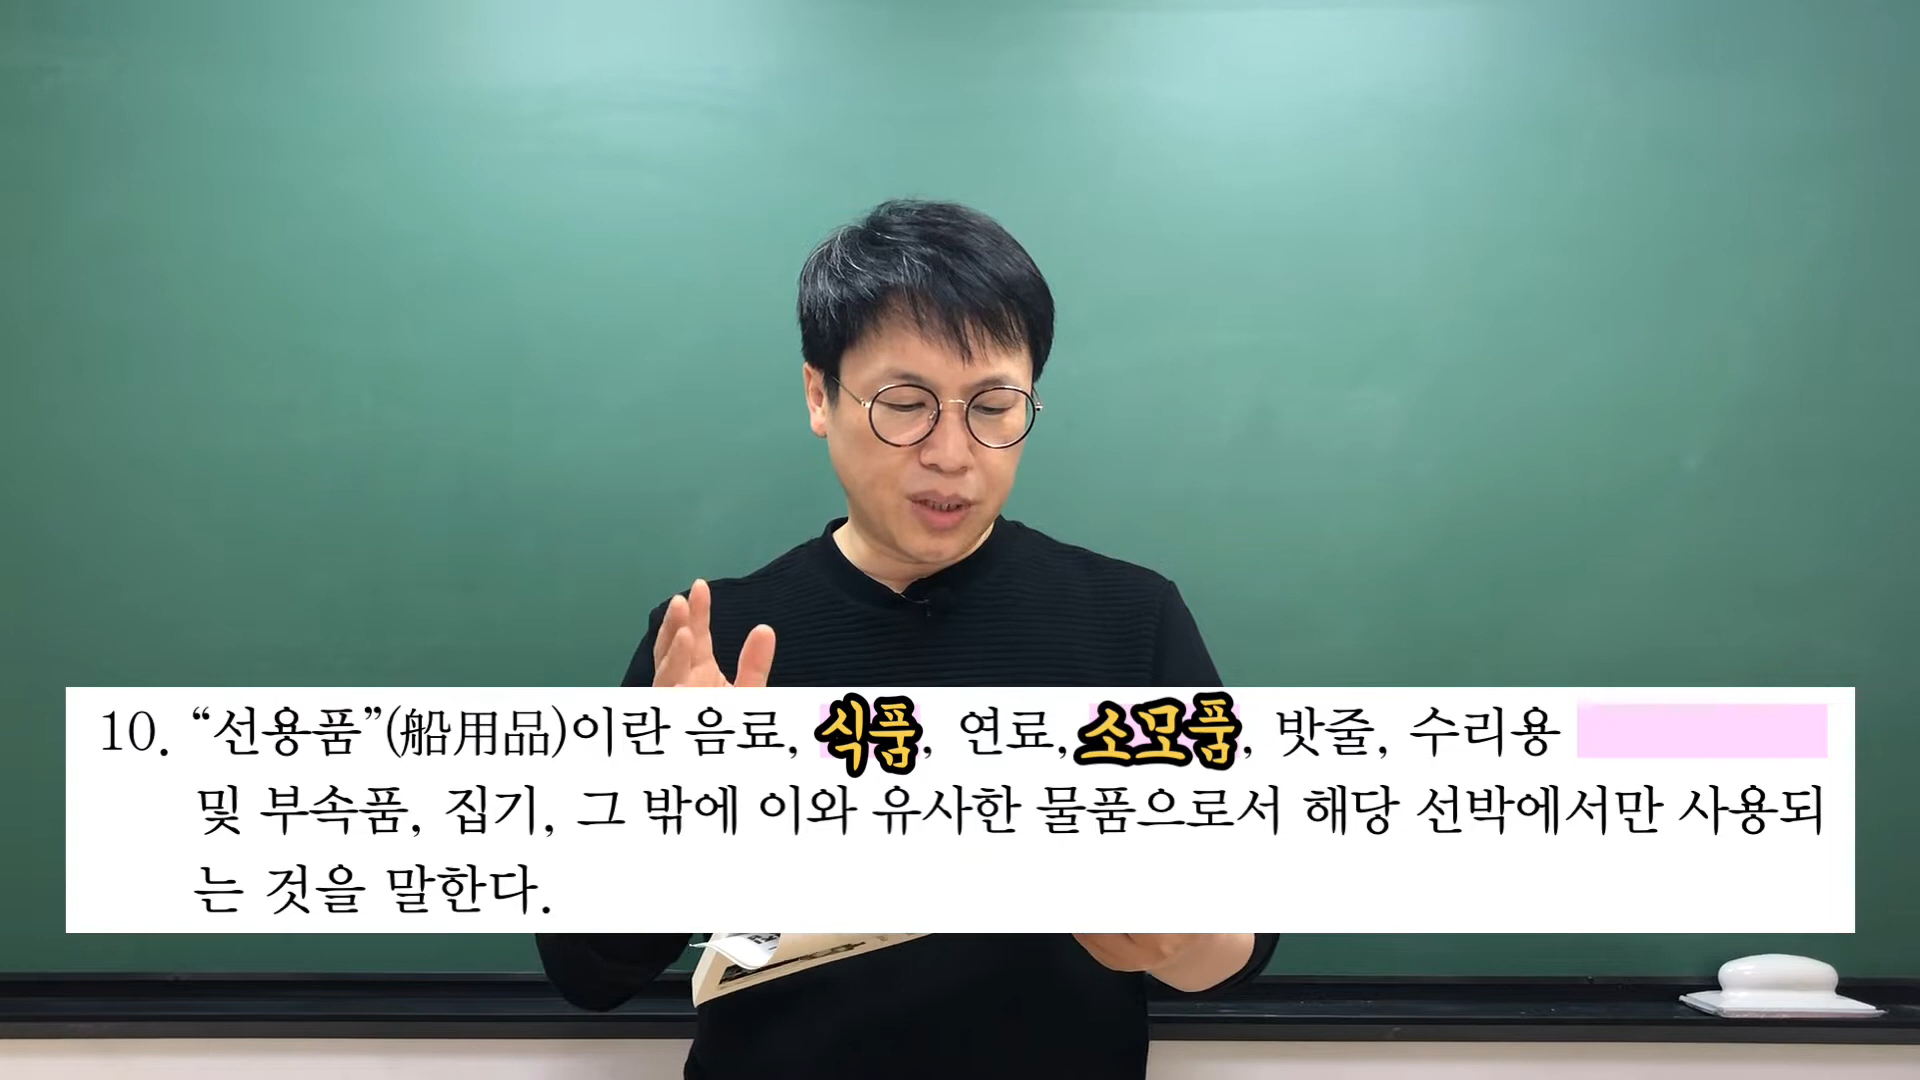 10. “선용품”(船用品)이란 음료, 식품, 연료, 소모품, 밧줄, 수리용
및 부속품, 집기, 그 밖에 이와 유사한 물품으로서 해당 선박에서만 사용되
는 것을 말한다.